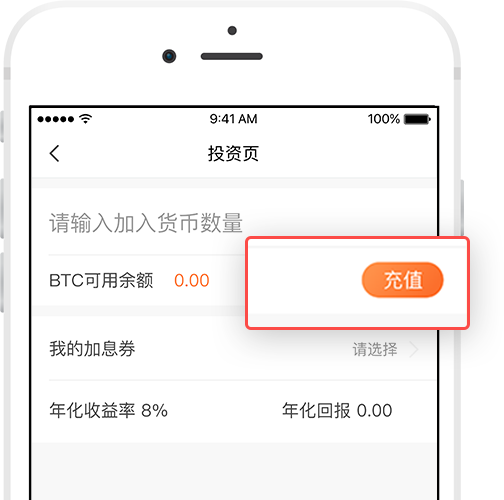 9:41 AM 100%
投资页
请输入加入货币数量
BTC可用余额 0.00 充值
我的加息券 请选择
年化收益率 8% 年化回报 0.00